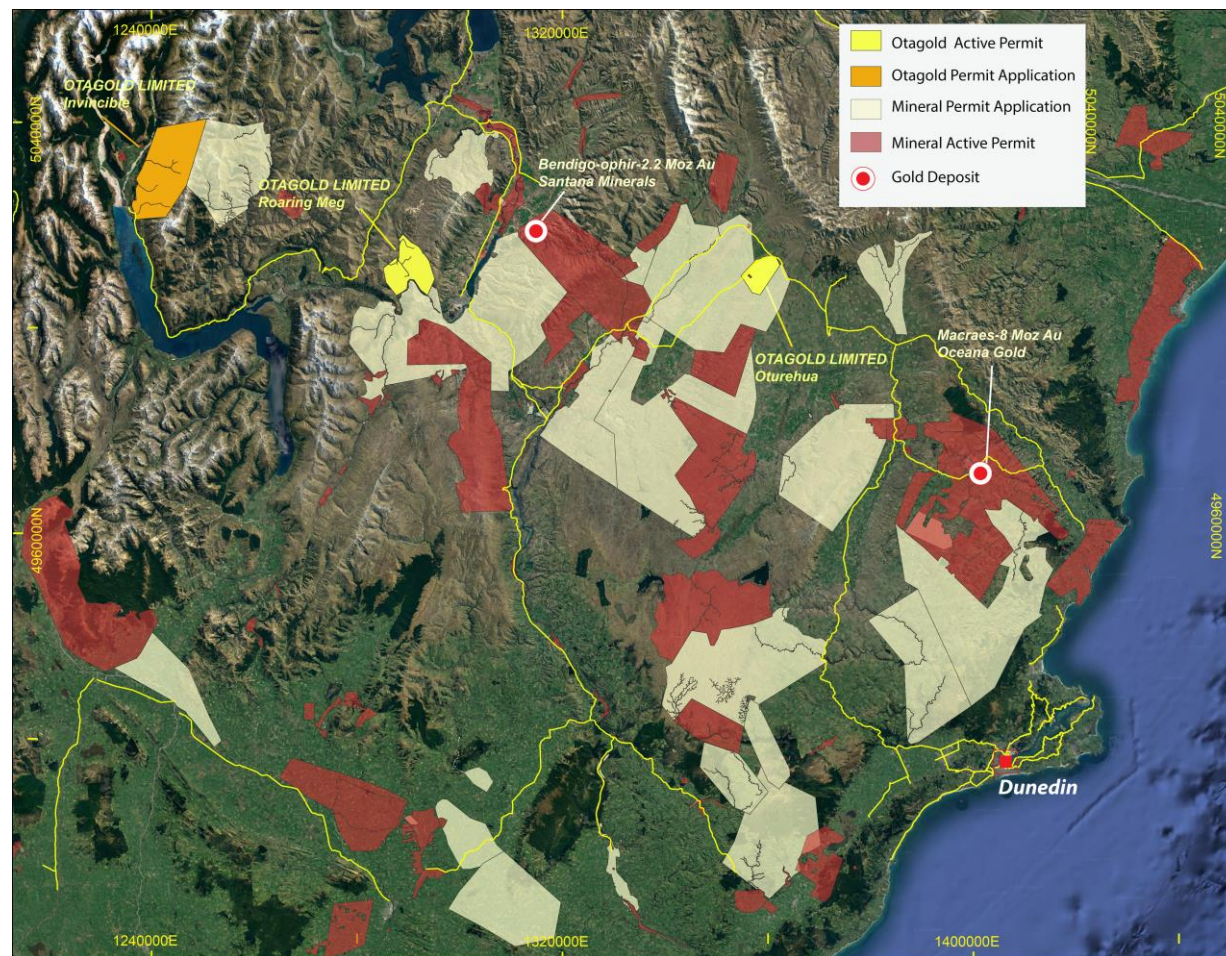 1240000E
1320000E
Otagold Active Permit
Otagold Permit Application
Mineral Permit Application
Mineral Active Permit
Gold Deposit
OTAGOLD LIMITED
Invincible
5040000N
5040000N
Bendigo-ophir-2.2 Moz Au
Santana Minerals
OTAGOLD LIMITED
Roaring Meg
OTAGOLD LIMITED
Oturehua
Macraes-8 Moz Au
Oceana Gold
4960000N
4960000N
Dunedin
1240000E
1320000E
1400000E